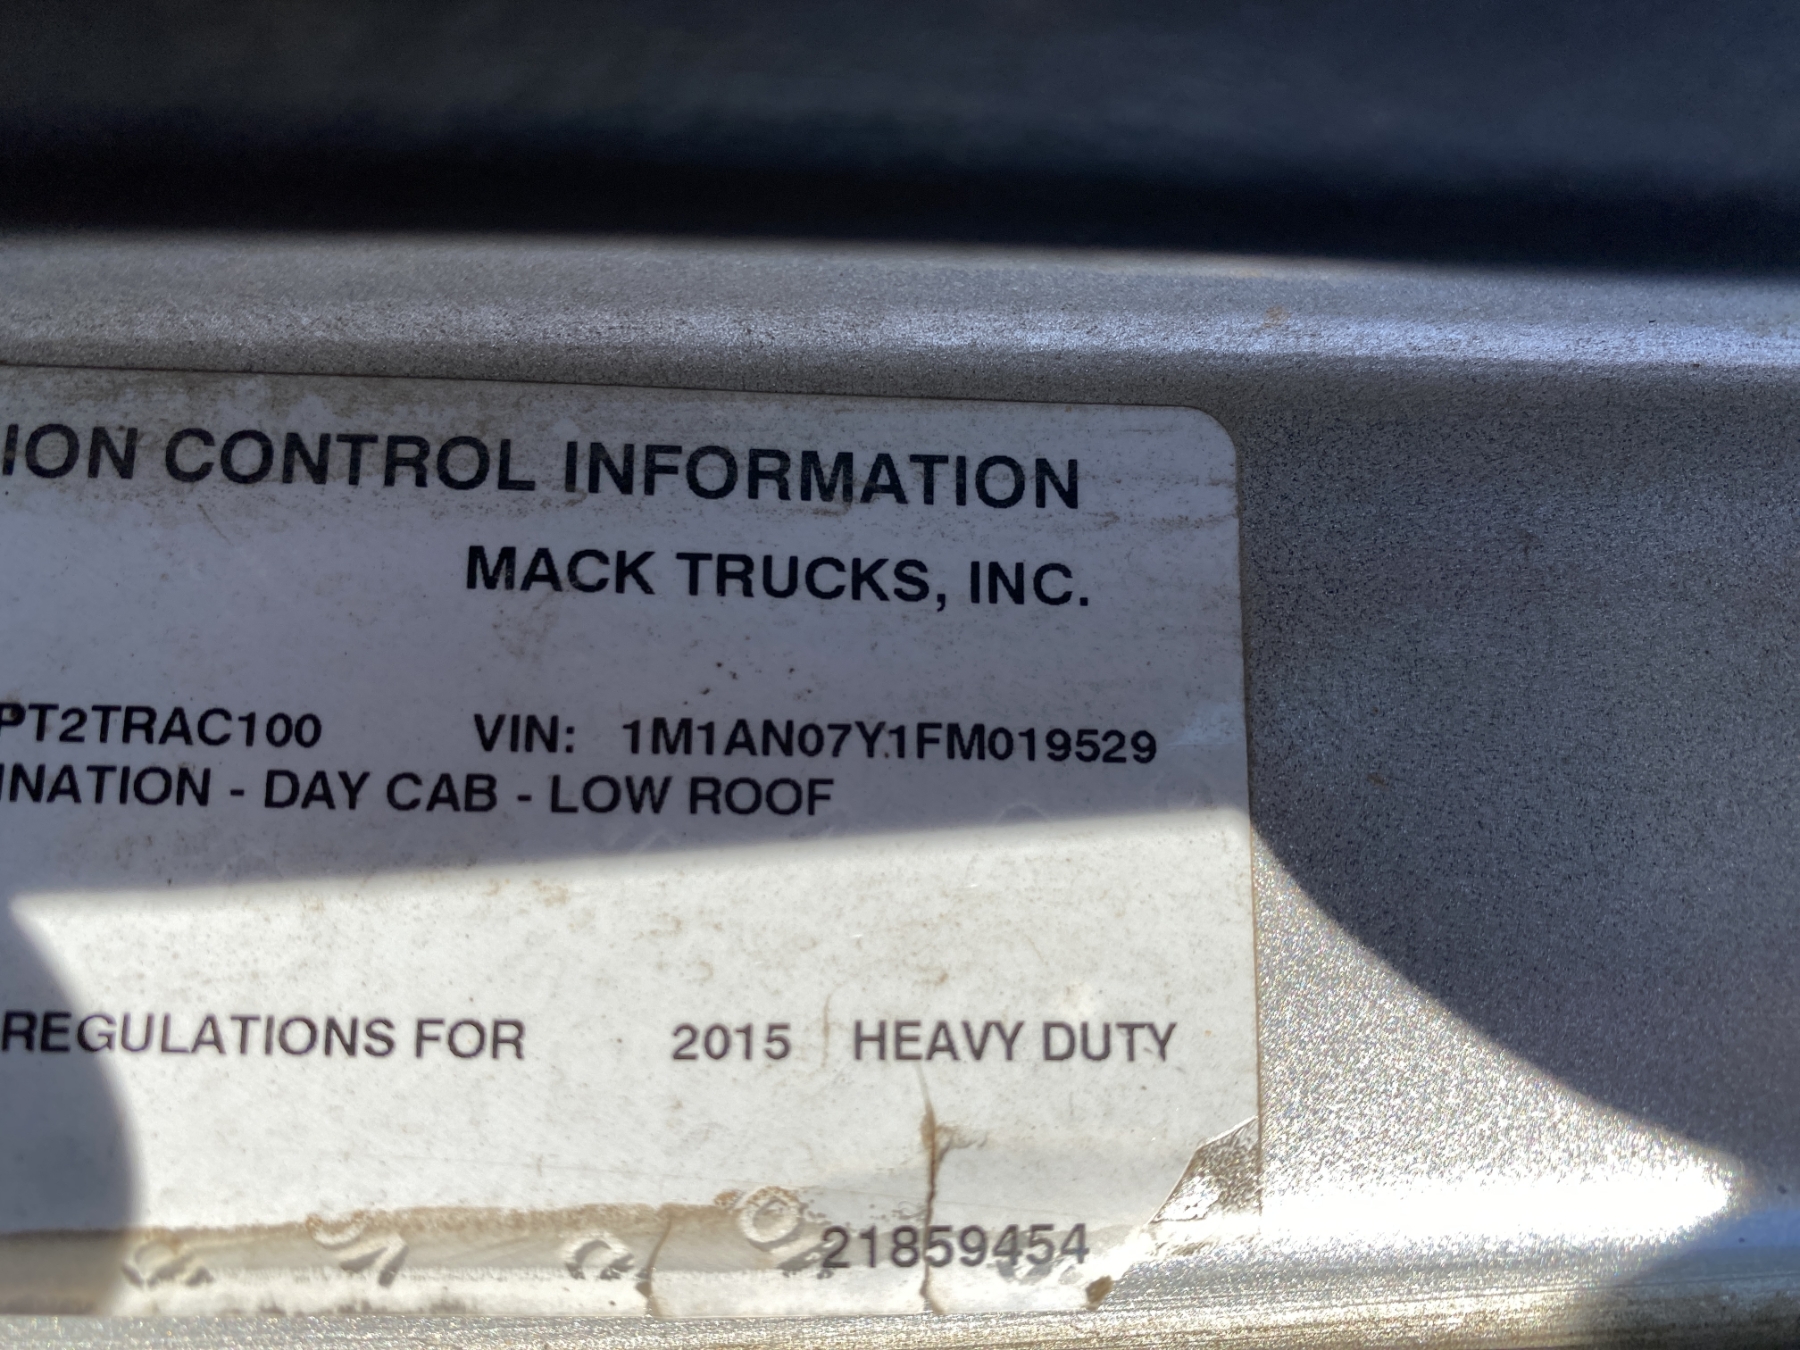 ION CONTROL INFORMATION
MACK TRUCKS, INC.
PT2TRAC100 VIN: 1M1AN07Y1FM019529
INATION - DAY CAB - LOW ROOF
REGULATIONS FOR 2015 HEAVY DUTY
21859454